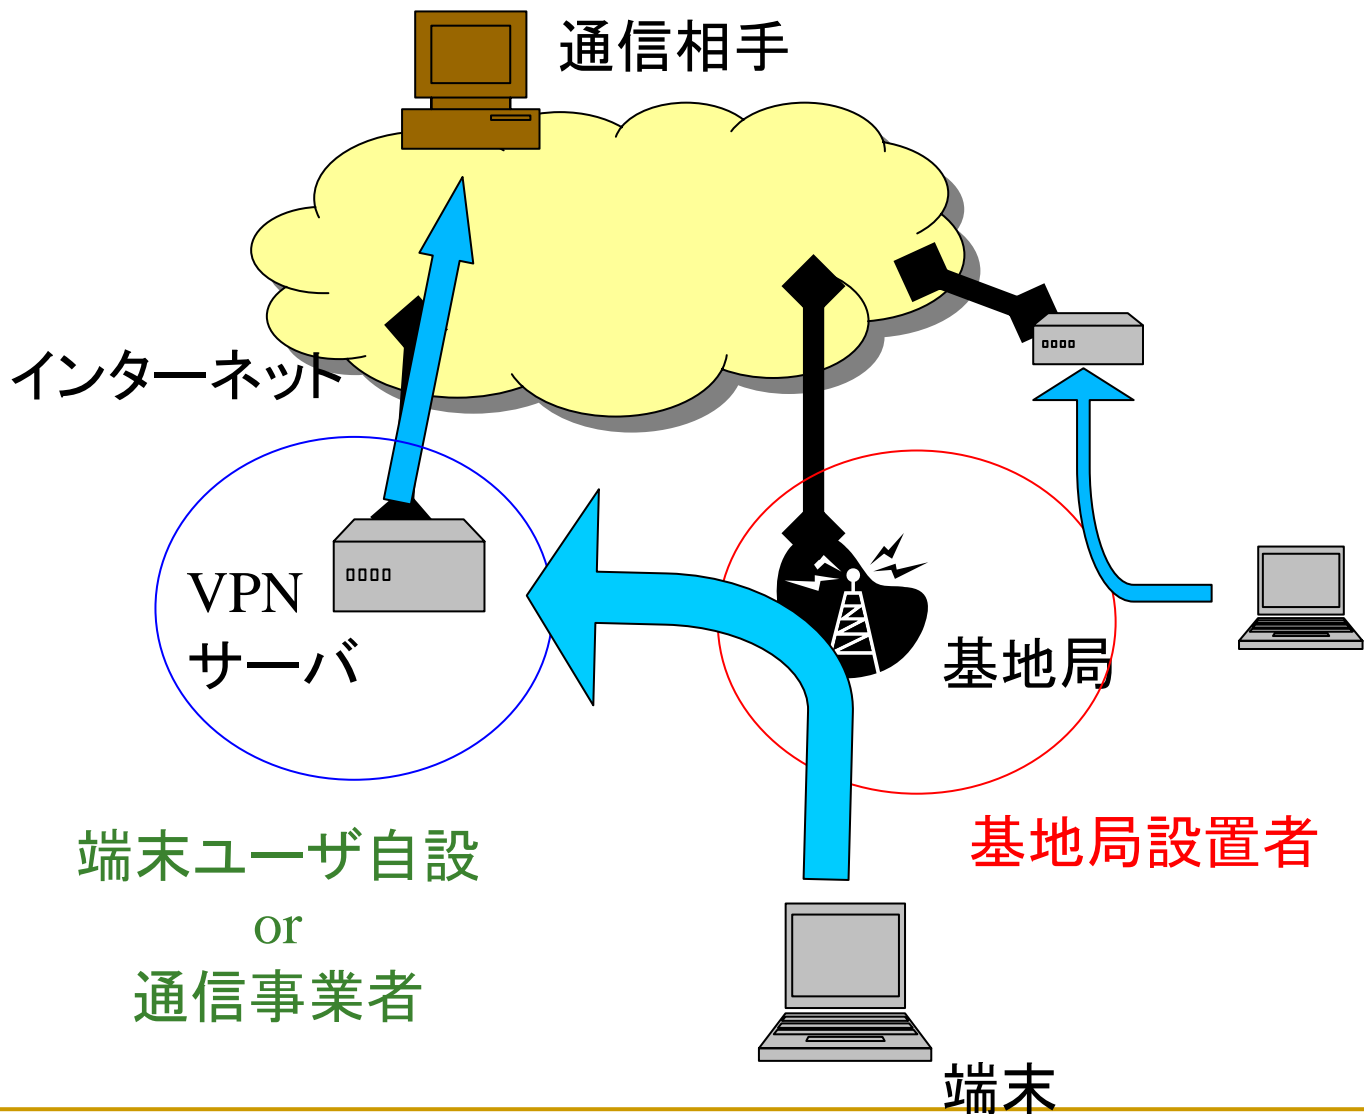 通信相手
インターネット
VPN
サーバ
基地局
端末ユーザ自設
or
通信事業者
基地局設置者
端末